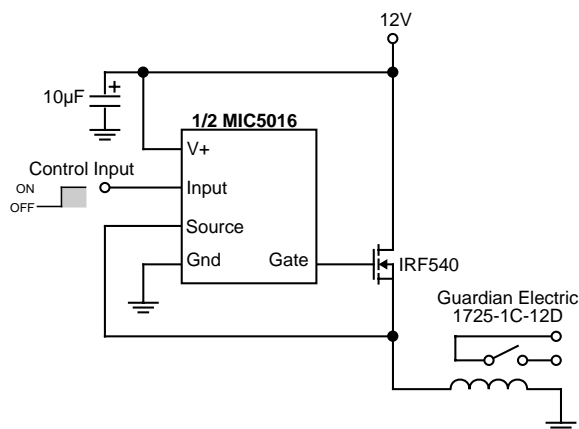 12V
+
10µF
1/2 MIC5016
V+
Control Input
ON
OFF
Input
Source
Gnd
Gate
IRF540
Guardian Electric
1725-1C-12D